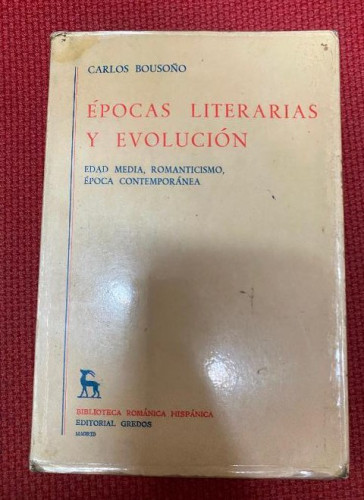 CARLOS BOUSOÑO
ÉPOCAS LITERARIAS
Y EVOLUCIÓN
EDAD MEDIA, ROMANTICISMO,
ÉPOCA CONTEMPORÁNEA
BIBLIOTECA ROMÁNICA HISPÁNICA
EDITORIAL GREDOS
MADRID